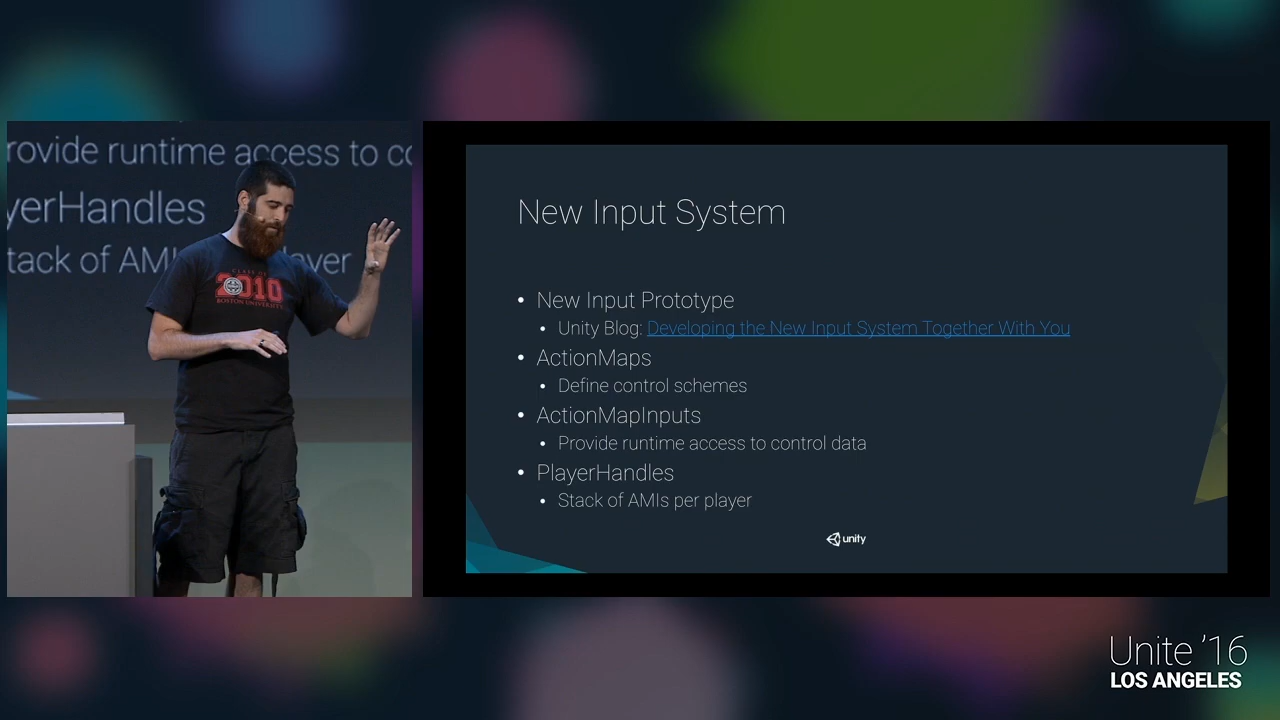 rovide runtime access to co
yerHandles
tack of AMI
layer
CLASS OF
2010
BOSTON UNIVERSITY
New Input System
• New Input Prototype
• Unity Blog: Developing the New Input System Together With You
• ActionMaps
• Define control schemes
• ActionMapInputs
• Provide runtime access to control data
• PlayerHandles
• Stack of AMIs per player
unity
Unite '16
LOS ANGELES